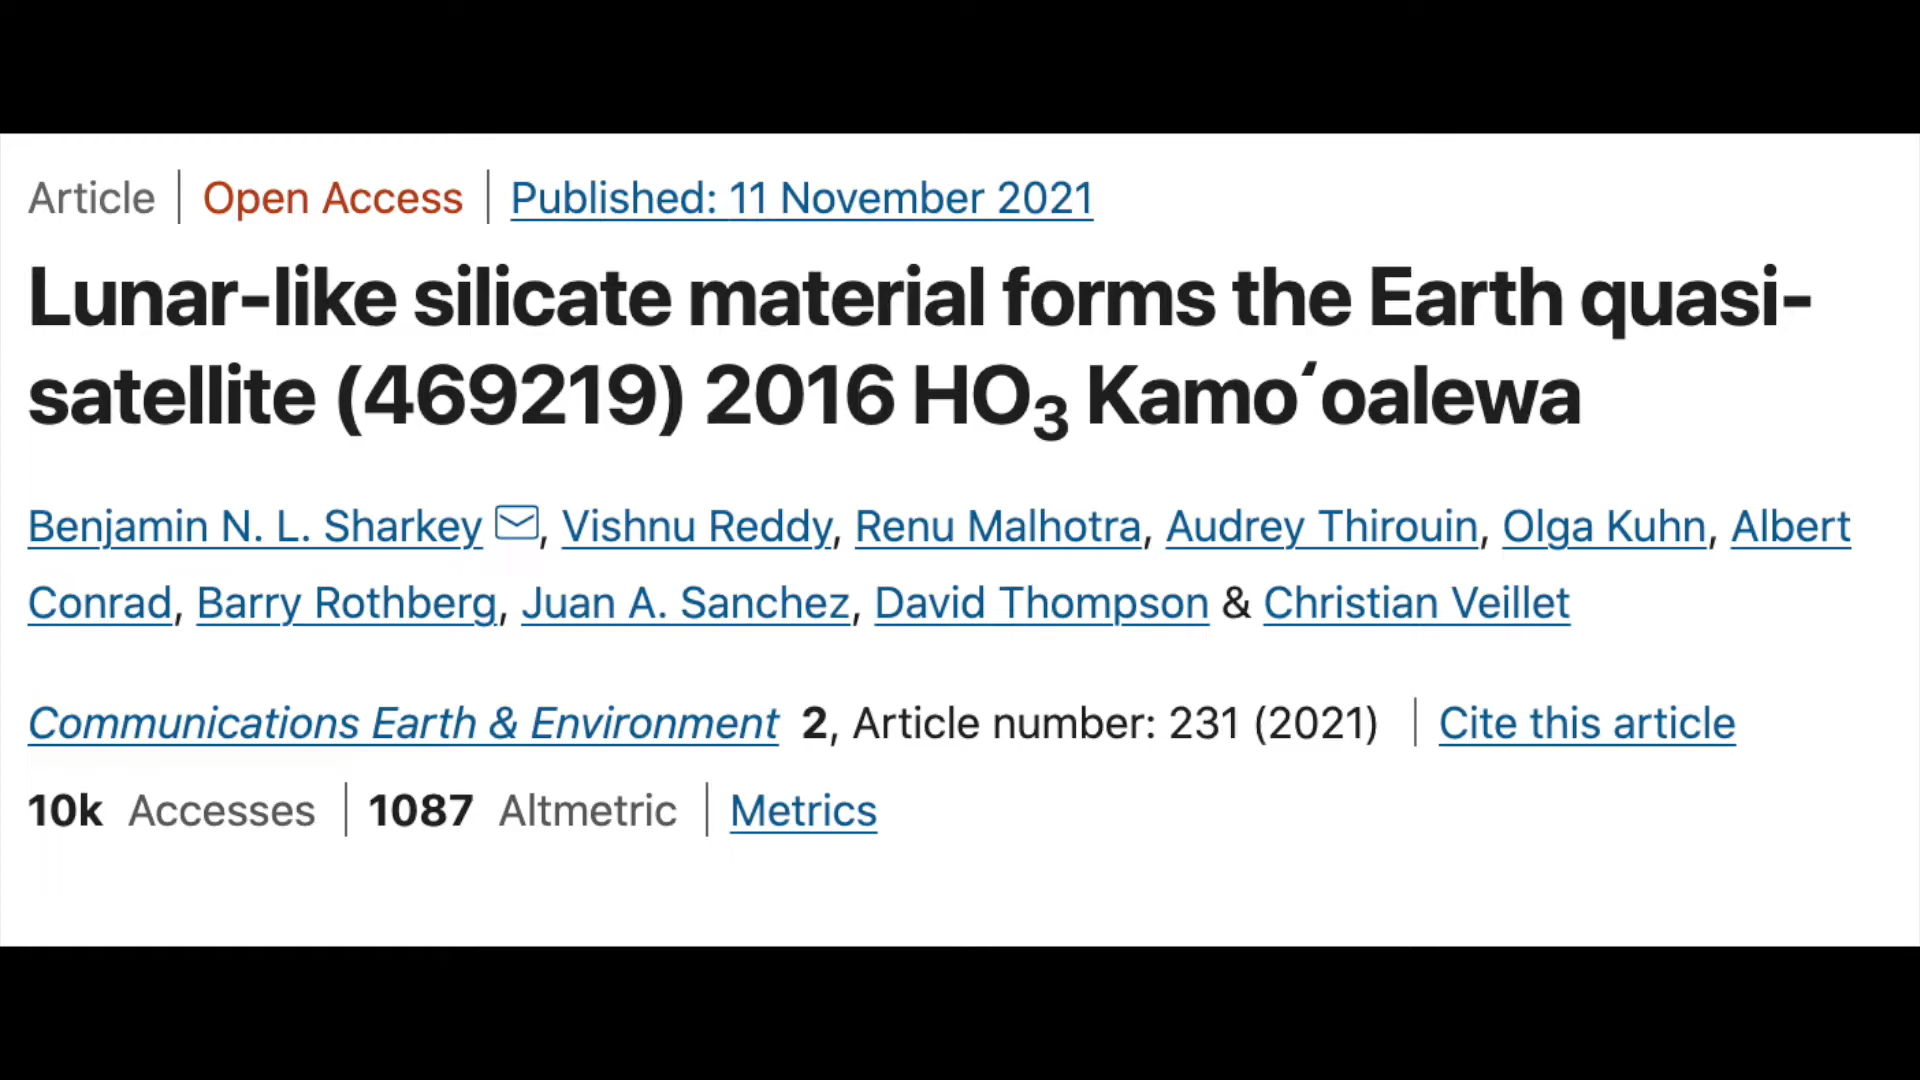 Article | Open Access | Published: 11 November 2021
Lunar-like silicate material forms the Earth quasi-
satellite (469219) 2016 HO₃ Kamoʻoalewa
Benjamin N. L. Sharkey, Vishnu Reddy, Renu Malhotra, Audrey Thirouin, Olga Kuhn, Albert
Conrad, Barry Rothberg, Juan A. Sanchez, David Thompson & Christian Veillet
Communications Earth & Environment 2, Article number: 231 (2021) | Cite this article
10k Accesses | 1087 Altmetric | Metrics